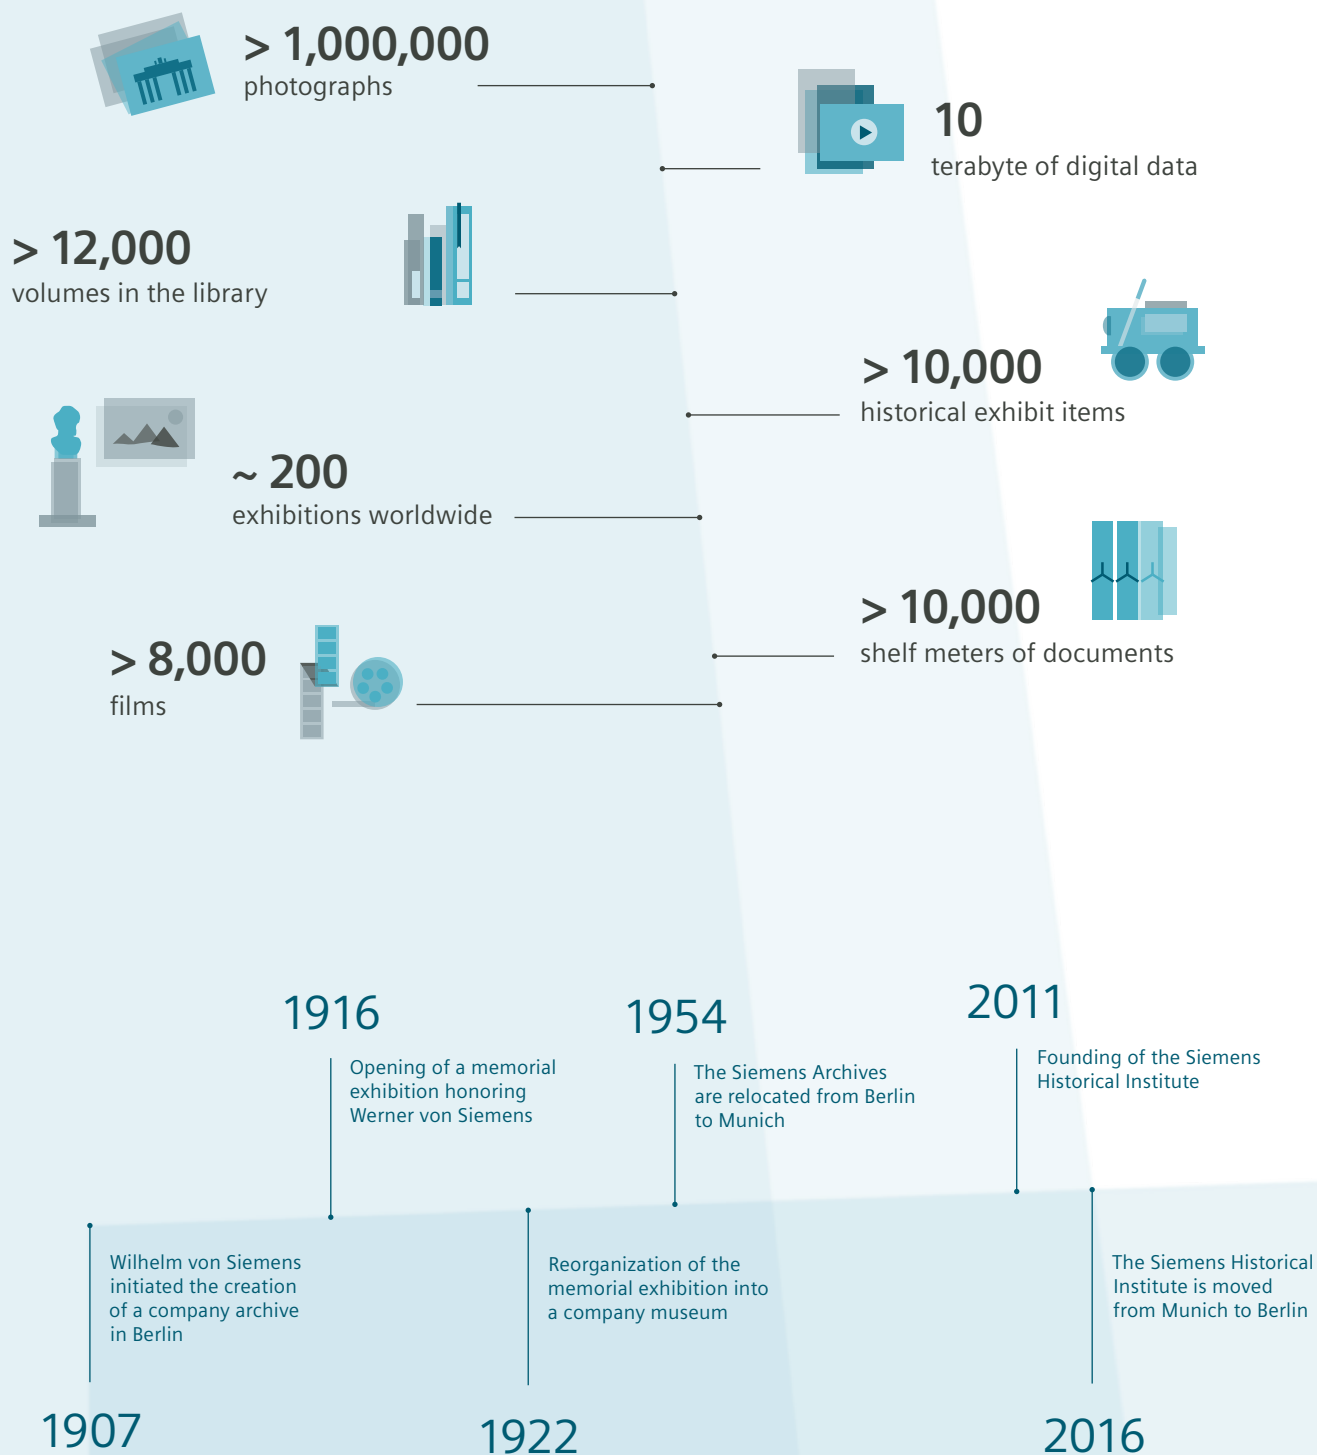 > 1,000,000
photographs
10
terabyte of digital data
> 12,000
volumes in the library
> 10,000
historical exhibit items
~ 200
exhibitions worldwide
> 10,000
shelf meters of documents
> 8,000
films
1916
Opening of a memorial
exhibition honoring
Werner von Siemens
1954
The Siemens Archives
are relocated from Berlin
to Munich
2011
Founding of the Siemens
Historical Institute
Wilhelm von Siemens
initiated the creation
of a company archive
in Berlin
1907
Reorganization of the
memorial exhibition into
a company museum
1922
The Siemens Historical
Institute is moved
from Munich to Berlin
2016